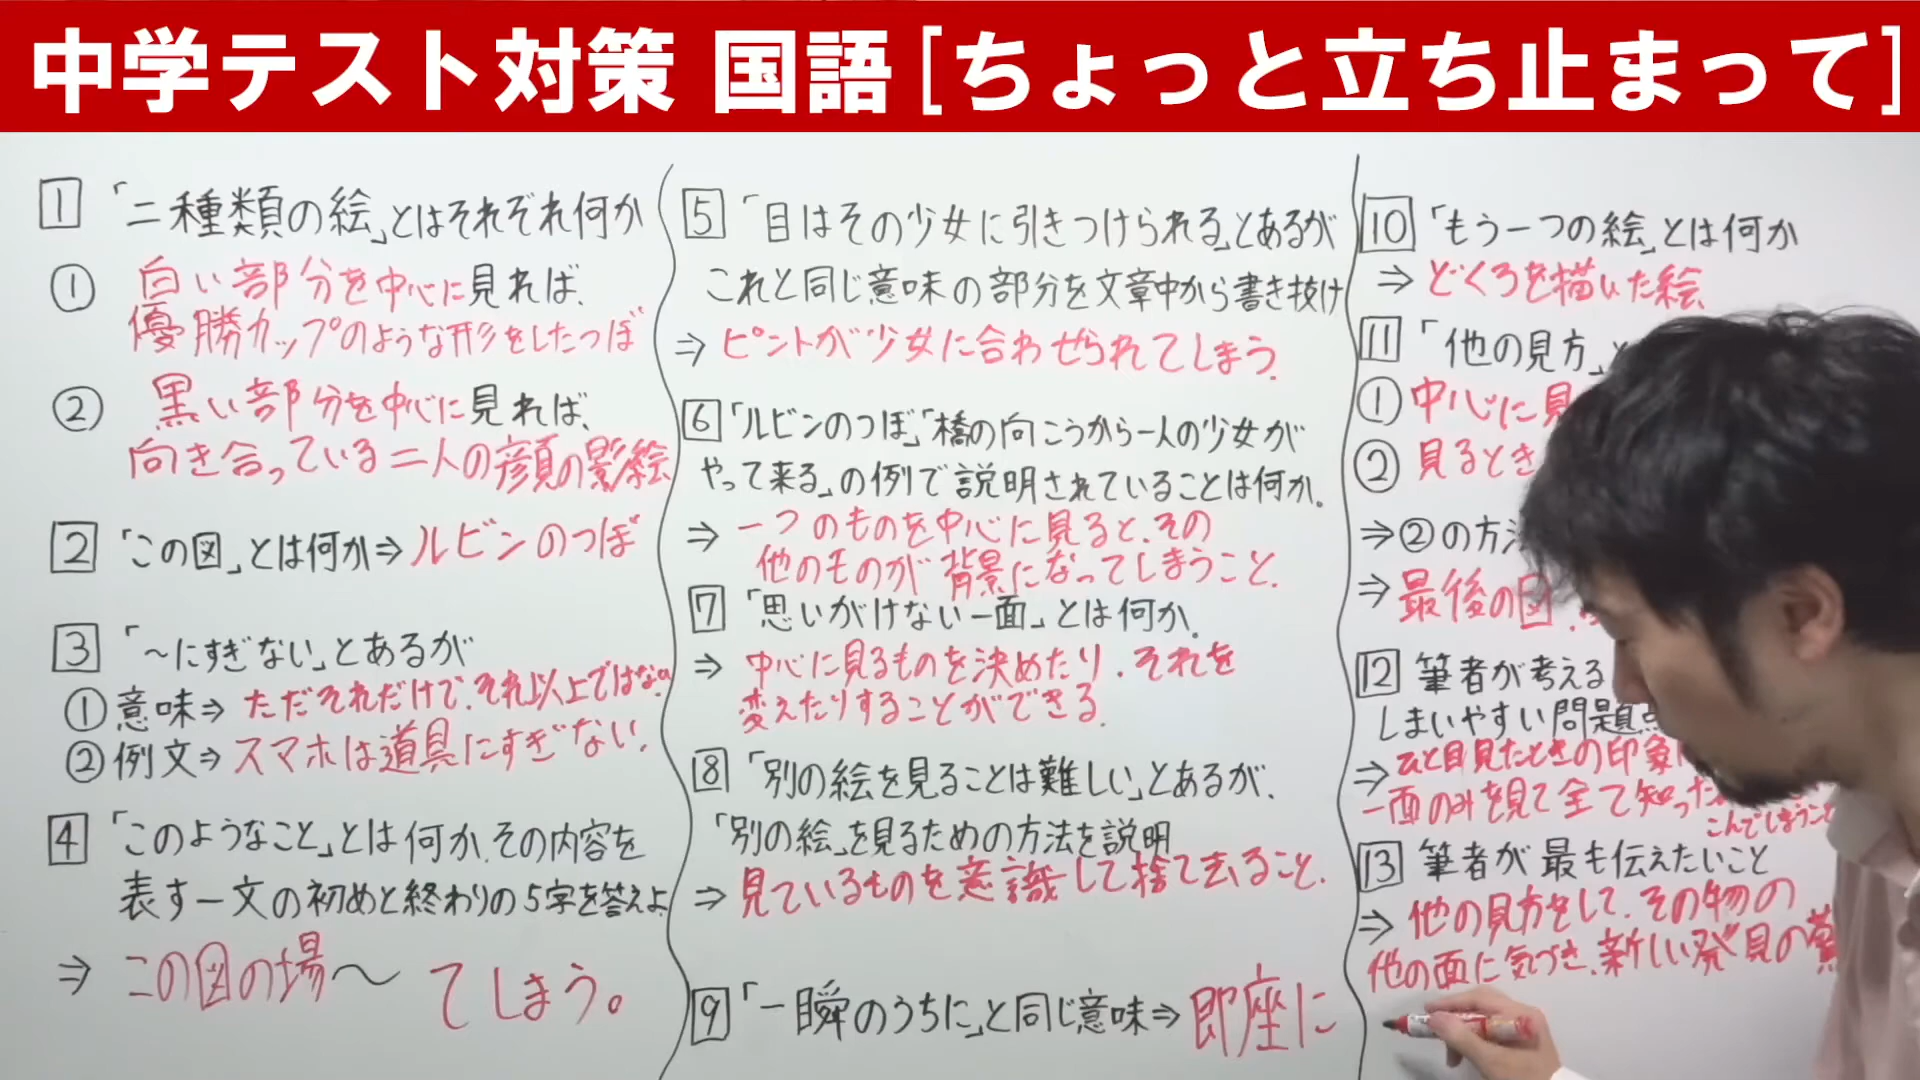 中学テスト対策 国語[ちょっと立ち止まって]
1 「二種類の絵」とはそれぞれ何か
① 白い部分を中心に見れば、
優勝カップのような形をしたつぼ
② 黒い部分を中心に見れば、
向き合っている二人の顔の影絵
2 「この図」とは何か⇒ルビンのつぼ
3 「～にすぎない」とあるが
①意味⇒ ただそれだけで、それ以上ではない
②例文⇒ スマホは道具にすぎない。
4 「このようなこと」とは何か、その内容を
表す一文の初めと終わりの5字を答えよ
⇒ この図の場～ てしまう。
5 「目はその少女に引きつけられる」とあるが
これと同じ意味の部分を文章中から書き抜け
⇒ ピントが少女に合わせられてしまう。
6 「ルビンのつぼ」「橋の向こうから一人の少女が
やって来る」の例で説明されていることは何か。
⇒ 一つのものを中心に見ると、その
他のものが背景になってしまうこと。
7 「思いがけない一面」とは何か。
⇒ 中心に見るものを決めたり、それを
変えたりすることができる。
8 「別の絵を見ることは難しい」とあるが、
「別の絵」を見るための方法を説明
⇒ 見ているものを意識して捨て去ること。
9 「一瞬のうちに」と同じ意味⇒ 即座に
10 「もう一つの絵」とは何か
⇒ どくろを描いた絵
11 「他の見方」
① 中心に見
② 見るとき
⇒②の方法
⇒ 最後の図、
12 筆者が考える
しまいやすい問題点
⇒ ひと目見たときの印象
一面のみを見て全て知った
こんでしまうこと
13 筆者が最も伝えたいこと
⇒ 他の見方をして、その物の
他の面に気づき、新しい発見の驚